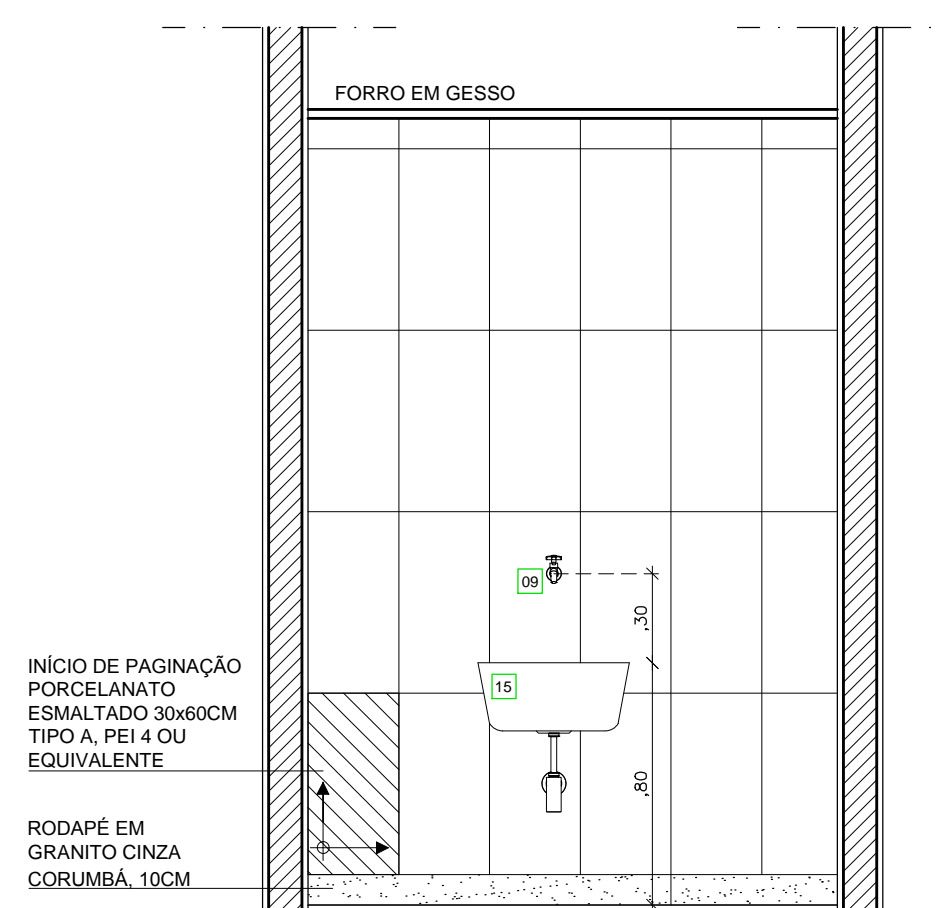 FORRO EM GESSO
09
,30
15
INÍCIO DE PAGINAÇÃO
PORCELANATO
ESMALTADO 30x60CM
TIPO A, PEI 4 OU
EQUIVALENTE
,80
RODAPÉ EM
GRANITO CINZA
CORUMBÁ, 10CM